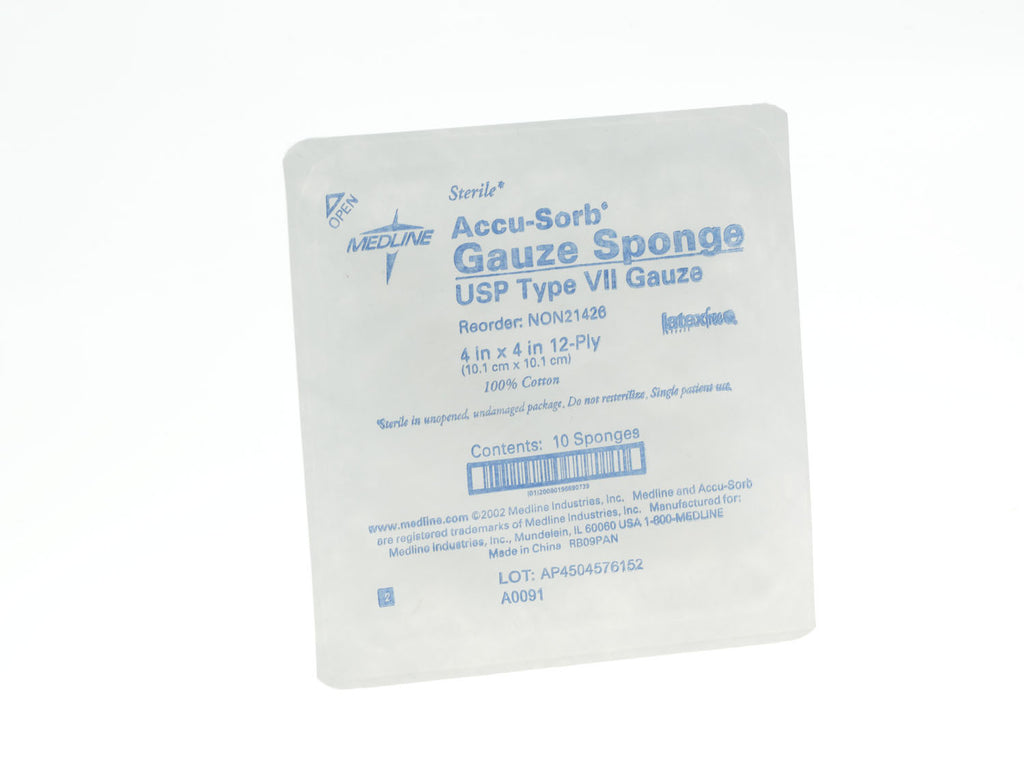 OPEN
MEDLINE
Sterile*
Accu-Sorb®
Gauze Sponge
USP Type VII Gauze
Reorder: NON21426
latexfree
4 in x 4 in 12-Ply
(10.1 cm x 10.1 cm)
100% Cotton
*Sterile in unopened, undamaged package, Do not resterilize, Single patient use.
Contents: 10 Sponges
www.medline.com ©2002 Medline Industries, Inc. Medline and Accu-Sorb
are registered trademarks of Medline Industries, Inc. Manufactured for:
Medline Industries, Inc., Mundelein, IL 60060 USA 1-800-MEDLINE
Made in China RB09PAN
LOT: AP4504576152
A0091
2